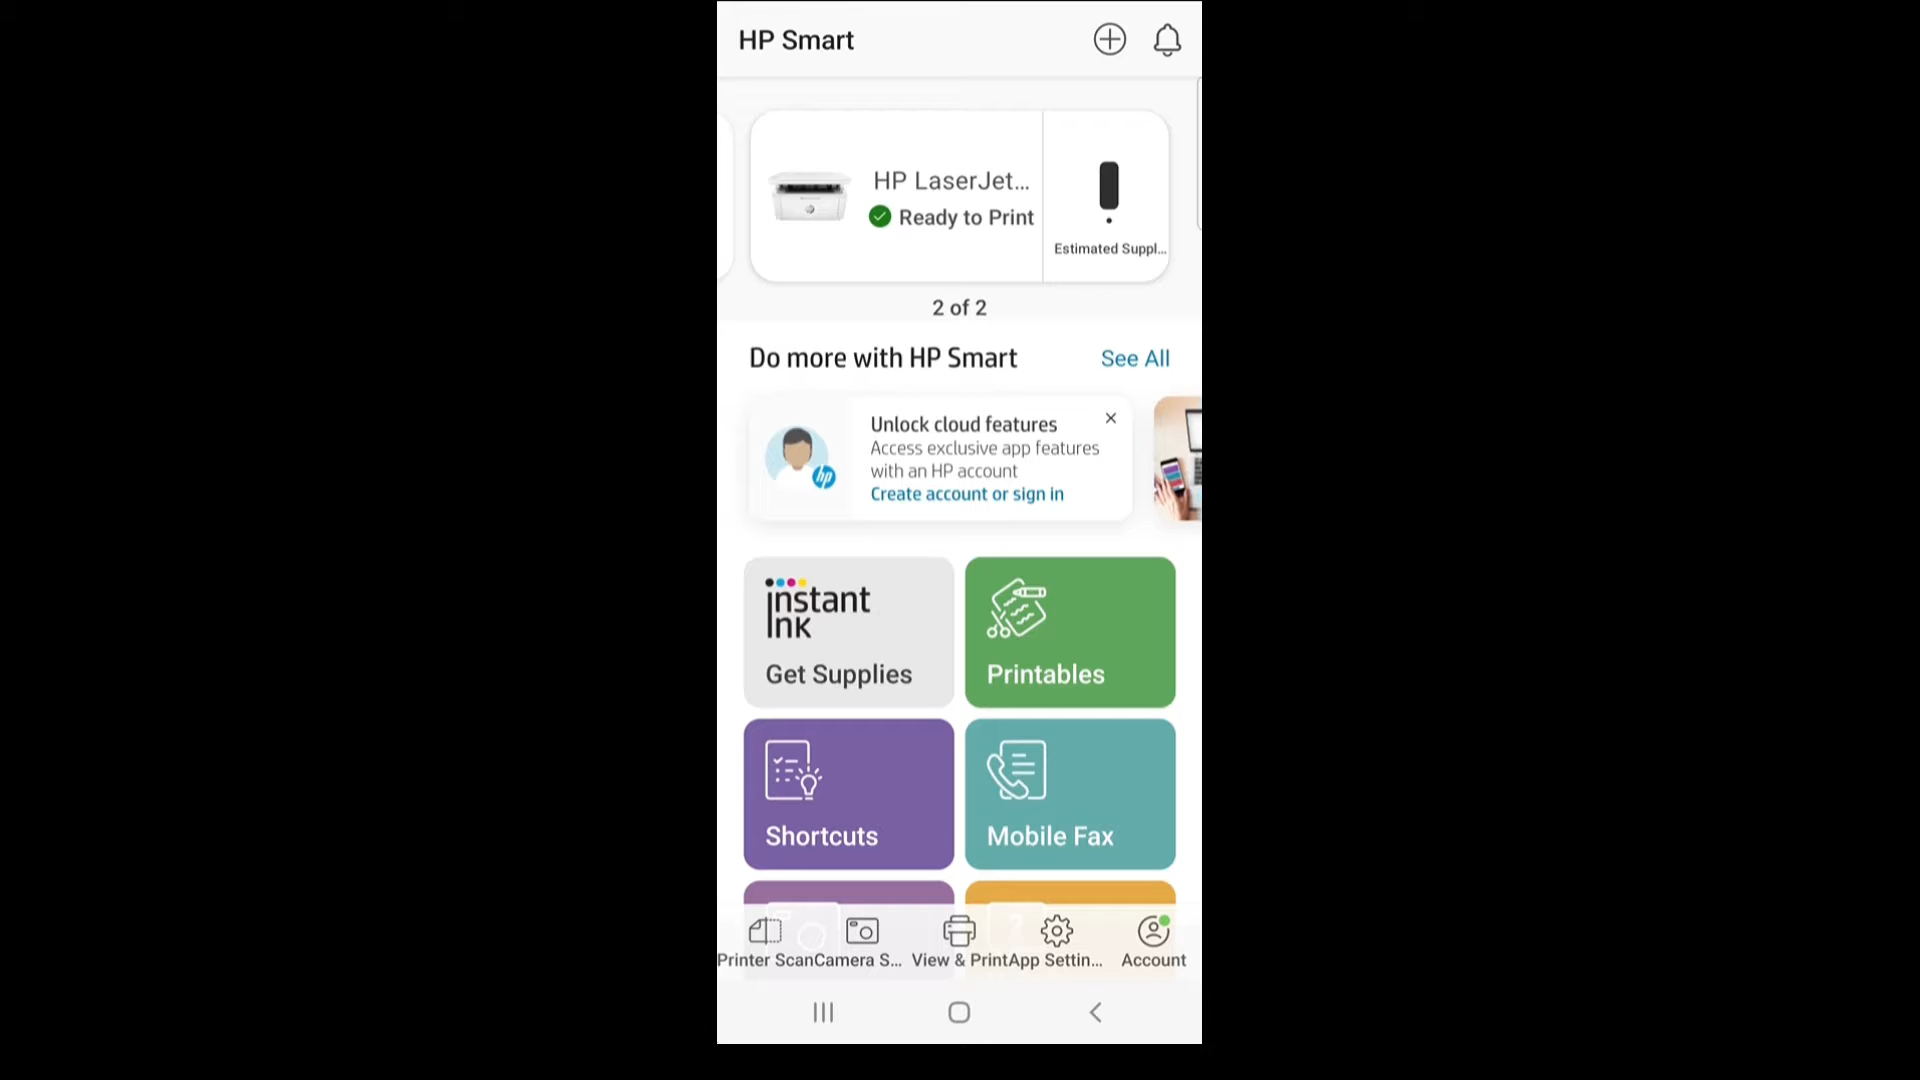 HP Smart
HP LaserJet...
Ready to Print
Estimated Suppl...
2 of 2
Do more with HP Smart
See All
Unlock cloud features
Access exclusive app features
with an HP account
Create account or sign in
hp
instant
Ink
Get Supplies
Printables
Shortcuts
Mobile Fax
Printer Scan
Camera S...
View & Print
App Settin...
Account